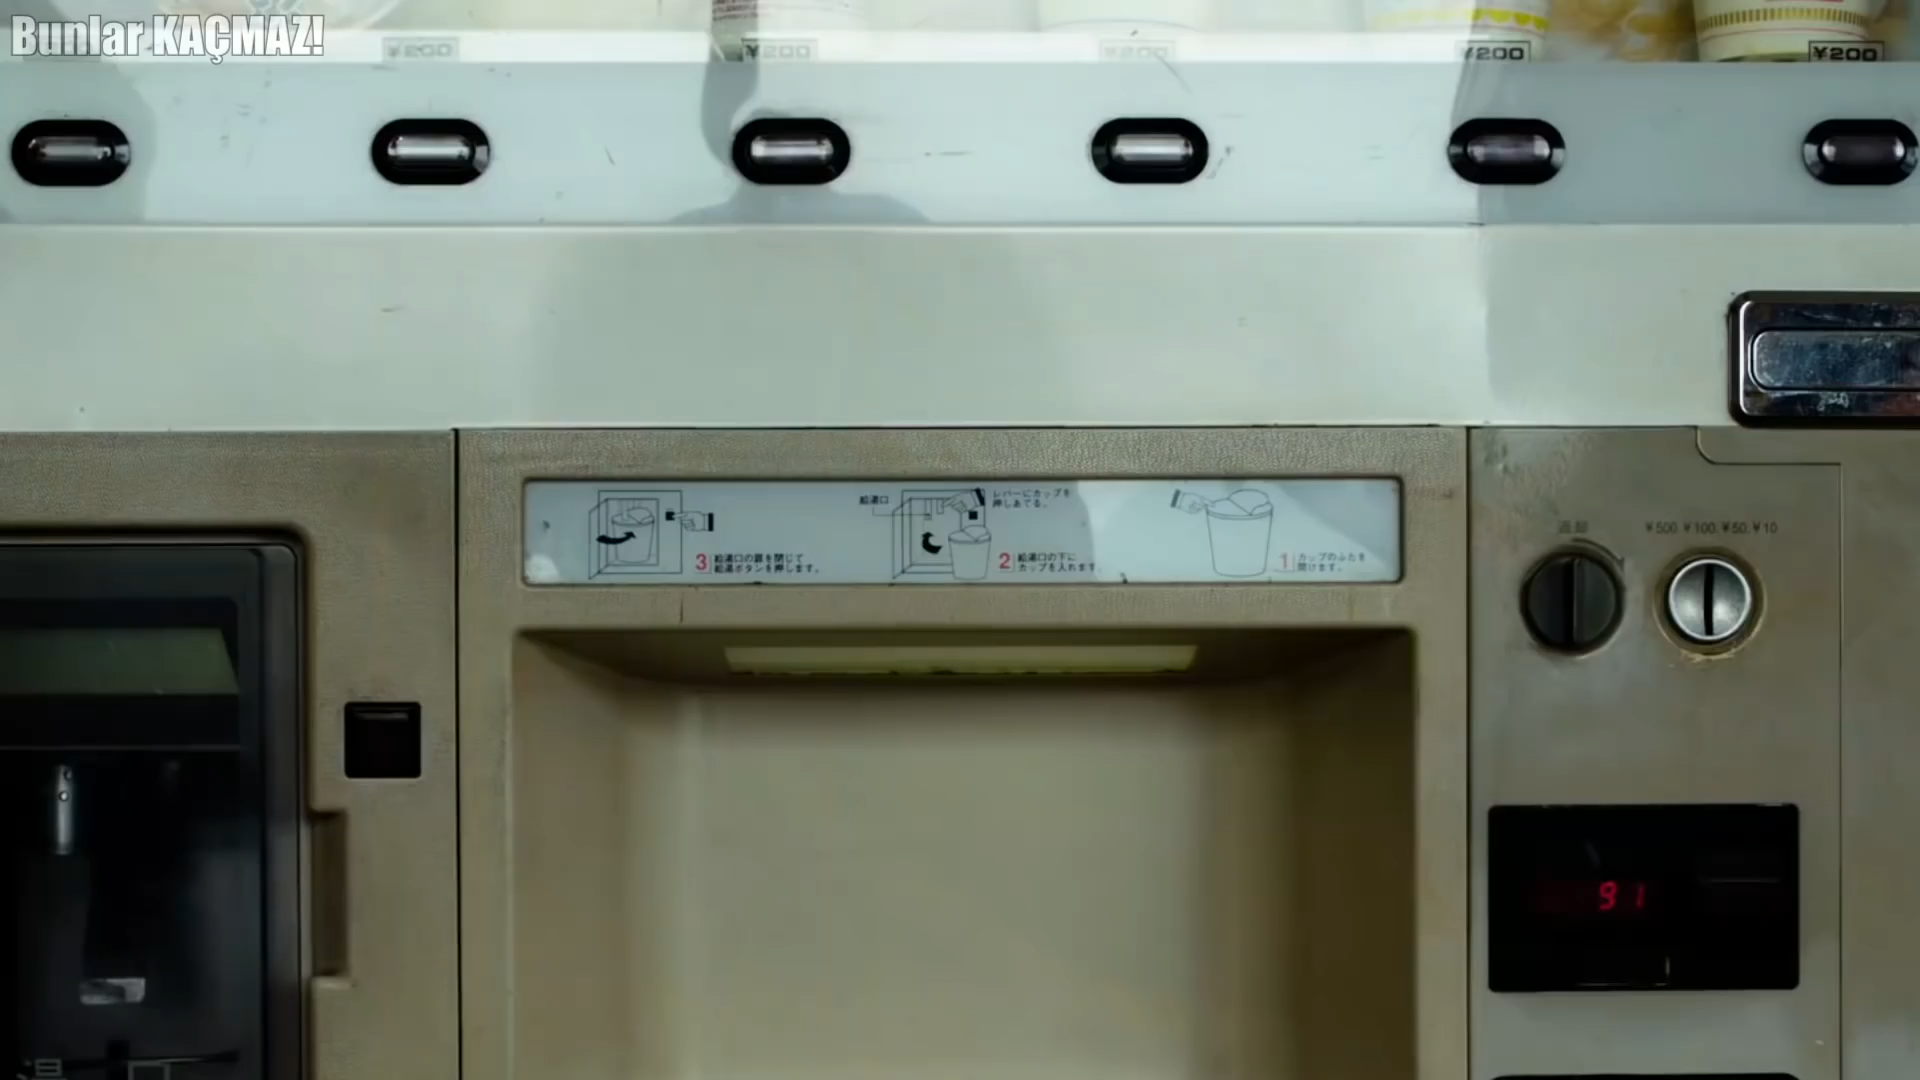 Bunlar KAÇMAZ!
¥200
¥200
¥200
¥200
¥200
3 給湯口の扉を閉じて
給湯ボタンを押します。
給湯口
レバーにカップを
押しあてる。
2 給湯口の下に
カップを入れます。
1 カップのふたを
開けます。
返却
¥500.¥100.¥50.¥10
91